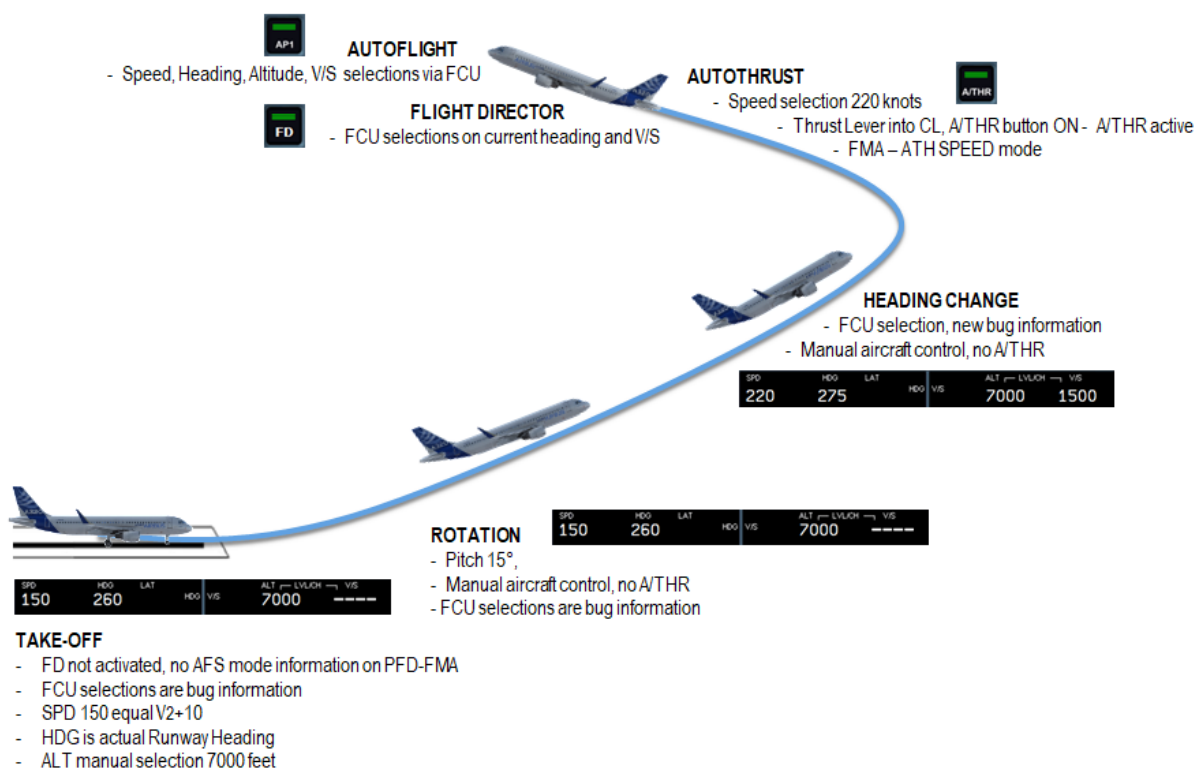 AP1
AUTOFLIGHT
- Speed, Heading, Altitude, V/S selections via FCU
FD
FLIGHT DIRECTOR
- FCU selections on current heading and V/S
AUTOTHRUST
A/THR
- Speed selection 220 knots
- Thrust Lever into CL, A/THR button ON - A/THR active
- FMA – ATH SPEED mode
HEADING CHANGE
- FCU selection, new bug information
- Manual aircraft control, no A/THR
SPD HDG LAT ALT LVL/CH V/S
HDG V/S
220 275 7000 1500
ROTATION
- Pitch 15°,
- Manual aircraft control, no A/THR
- FCU selections are bug information
SPD HDG LAT ALT LVL/CH V/S
HDG V/S
150 260 7000 ----
SPD HDG LAT ALT LVL/CH V/S
HDG V/S
150 260 7000 ----
TAKE-OFF
- FD not activated, no AFS mode information on PFD-FMA
- FCU selections are bug information
- SPD 150 equal V2+10
- HDG is actual Runway Heading
- ALT manual selection 7000 feet